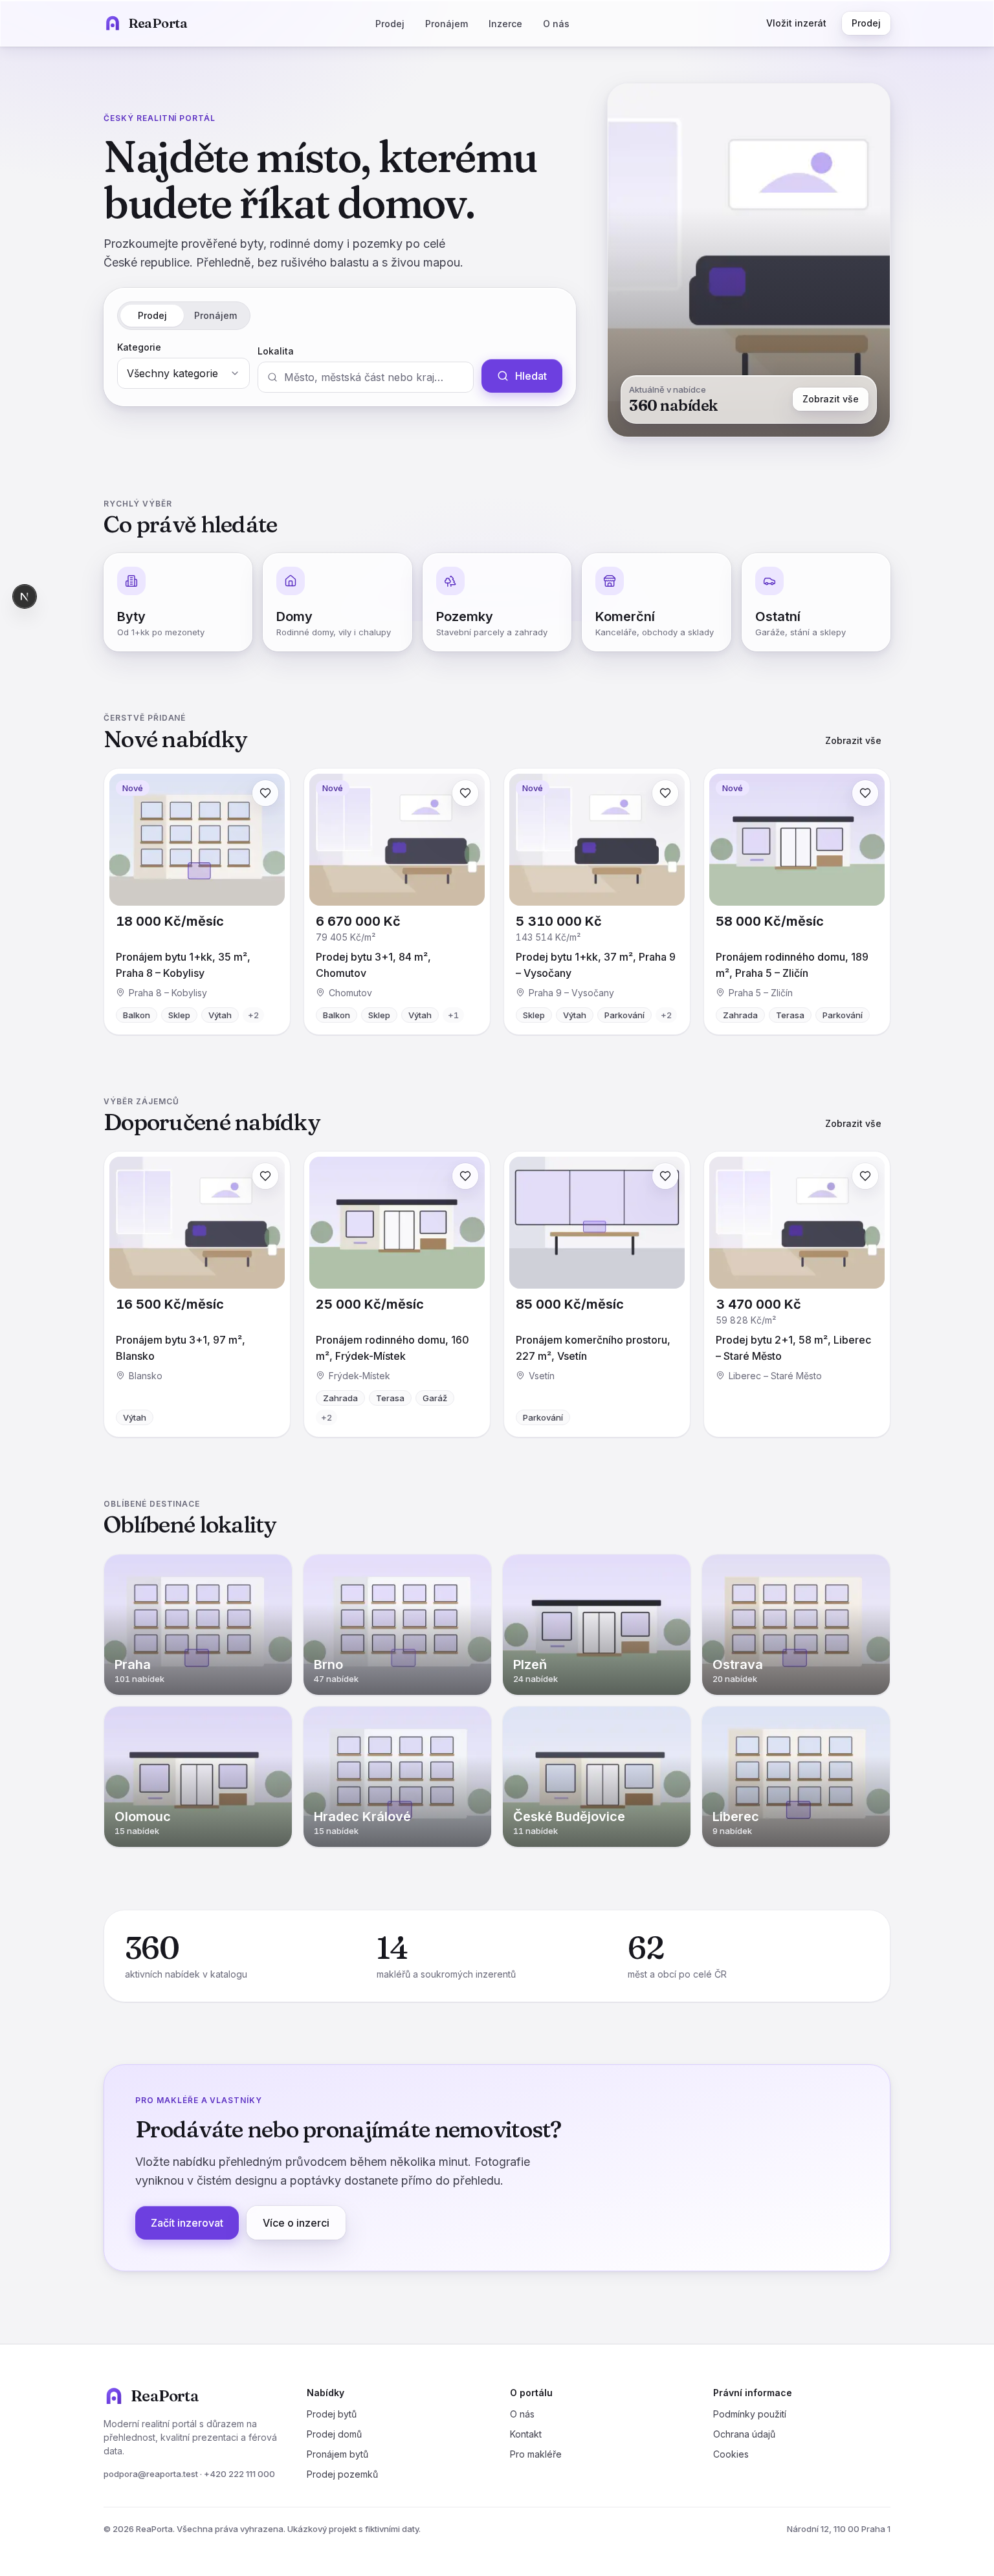 ReaPorta
Prodej
Pronájem
Inzerce
O nás
Vložit inzerát
Prodej
ČESKÝ REALITNÍ PORTÁL
Najděte místo, kterému
budete říkat domov.
Prozkoumejte prověřené byty, rodinné domy i pozemky po celé
České republice. Přehledně, bez rušivého balastu a s živou mapou.
Prodej
Pronájem
Kategorie
Lokalita
Všechny kategorie
Město, městská část nebo kraj…
Hledat
Aktuálně v nabídce
360 nabídek
Zobrazit vše
RYCHLÝ VÝBĚR
Co právě hledáte
N
Byty
Od 1+kk po mezonety
Domy
Rodinné domy, vily i chalupy
Pozemky
Stavební parcely a zahrady
Komerční
Kanceláře, obchody a sklady
Ostatní
Garáže, stání a sklepy
ČERSTVĚ PŘIDANÉ
Nové nabídky
Zobrazit vše
Nové
18 000 Kč/měsíc
Pronájem bytu 1+kk, 35 m²,
Praha 8 – Kobylisy
Praha 8 – Kobylisy
Balkon
Sklep
Výtah
+2
Nové
6 670 000 Kč
79 405 Kč/m²
Prodej bytu 3+1, 84 m²,
Chomutov
Chomutov
Balkon
Sklep
Výtah
+1
Nové
5 310 000 Kč
143 514 Kč/m²
Prodej bytu 1+kk, 37 m², Praha 9
– Vysočany
Praha 9 – Vysočany
Sklep
Výtah
Parkování
+2
Nové
58 000 Kč/měsíc
Pronájem rodinného domu, 189
m², Praha 5 – Zličín
Praha 5 – Zličín
Zahrada
Terasa
Parkování
VÝBĚR ZÁJEMCŮ
Doporučené nabídky
Zobrazit vše
16 500 Kč/měsíc
Pronájem bytu 3+1, 97 m²,
Blansko
Blansko
Výtah
25 000 Kč/měsíc
Pronájem rodinného domu, 160
m², Frýdek-Místek
Frýdek-Místek
Zahrada
Terasa
Garáž
+2
85 000 Kč/měsíc
Pronájem komerčního prostoru,
227 m², Vsetín
Vsetín
Parkování
3 470 000 Kč
59 828 Kč/m²
Prodej bytu 2+1, 58 m², Liberec
– Staré Město
Liberec – Staré Město
OBLÍBENÉ DESTINACE
Oblíbené lokality
Praha
101 nabídek
Brno
47 nabídek
Plzeň
24 nabídek
Ostrava
20 nabídek
Olomouc
15 nabídek
Hradec Králové
15 nabídek
České Budějovice
11 nabídek
Liberec
9 nabídek
360
aktivních nabídek v katalogu
14
makléřů a soukromých inzerentů
62
měst a obcí po celé ČR
PRO MAKLÉŘE A VLASTNÍKY
Prodáváte nebo pronajímáte nemovitost?
Vložte nabídku přehledným průvodcem během několika minut. Fotografie
vyniknou v čistém designu a poptávky dostanete přímo do přehledu.
Začít inzerovat
Více o inzerci
ReaPorta
Moderní realitní portál s důrazem na
přehlednost, kvalitní prezentaci a férová
data.
podpora@reaporta.test · +420 222 111 000
Nabídky
Prodej bytů
Prodej domů
Pronájem bytů
Prodej pozemků
O portálu
O nás
Kontakt
Pro makléře
Právní informace
Podmínky použití
Ochrana údajů
Cookies
© 2026 ReaPorta. Všechna práva vyhrazena. Ukázkový projekt s fiktivními daty.
Národní 12, 110 00 Praha 1